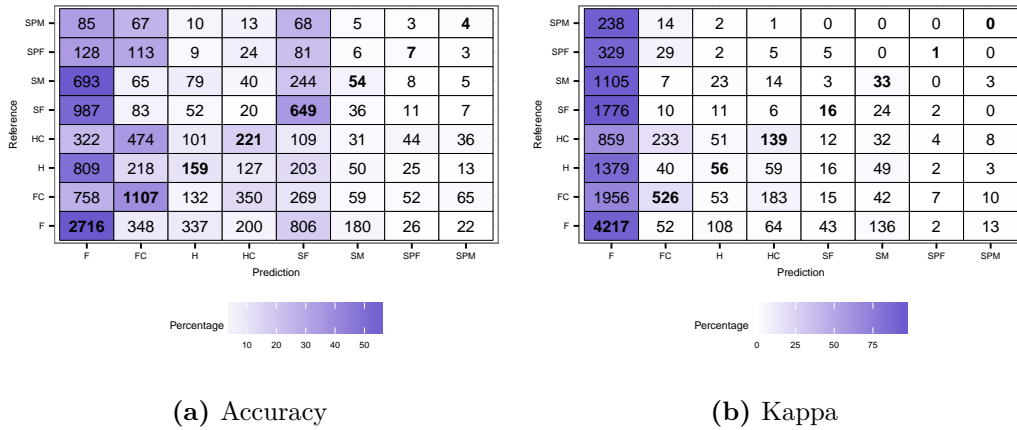 Reference
SPM 85 67 10 13 68 5 3 4
SPF 128 113 9 24 81 6 7 3
SM 693 65 79 40 244 54 8 5
SF 987 83 52 20 649 36 11 7
HC 322 474 101 221 109 31 44 36
H 809 218 159 127 203 50 25 13
FC 758 1107 132 350 269 59 52 65
F 2716 348 337 200 806 180 26 22
F FC H HC SF SM SPF SPM
Prediction
Percentage
10 20 30 40 50
(a) Accuracy
Reference
SPM 238 14 2 1 0 0 0 0
SPF 329 29 2 5 5 0 1 0
SM 1105 7 23 14 3 33 0 3
SF 1776 10 11 6 16 24 2 0
HC 859 233 51 139 12 32 4 8
H 1379 40 56 59 16 49 2 3
FC 1956 526 53 183 15 42 7 10
F 4217 52 108 64 43 136 2 13
F FC H HC SF SM SPF SPM
Prediction
Percentage
0 25 50 75
(b) Kappa